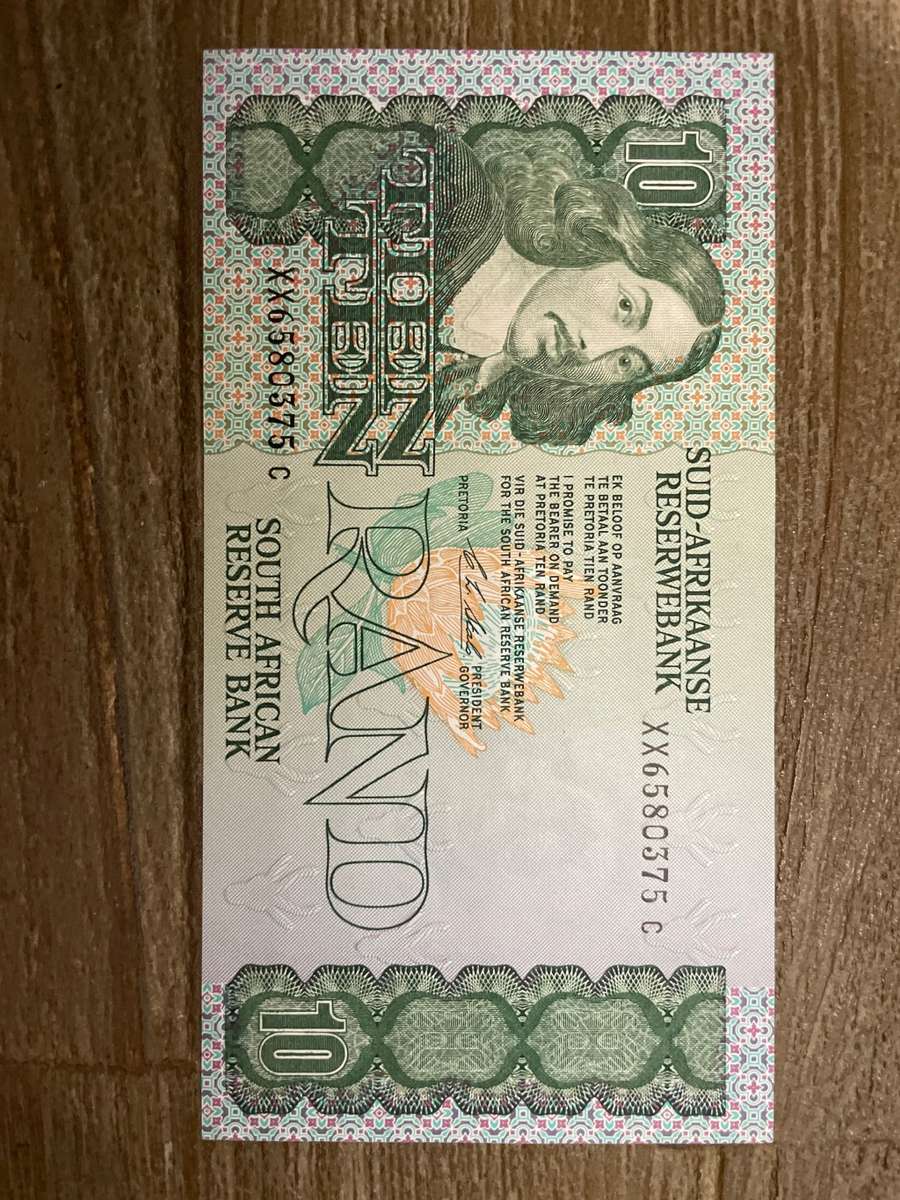 10
SUID-AFRIKAANSE
RESERWEBANK
XX6580375 C
EK BELOOF OP AANVRAAG
TE BETAAL AAN TOONDER
TE PRETORIA TIEN RAND
I PROMISE TO PAY
THE BEARER ON DEMAND
AT PRETORIA TEN RAND
VIR DIE SUID-AFRIKAANSE RESERWEBANK
FOR THE SOUTH AFRICAN RESERVE BANK
PRETORIA
PRESIDENT
GOVERNOR
TIEN
TEN
RAND
XX6580375 C
SOUTH AFRICAN
RESERVE BANK
10